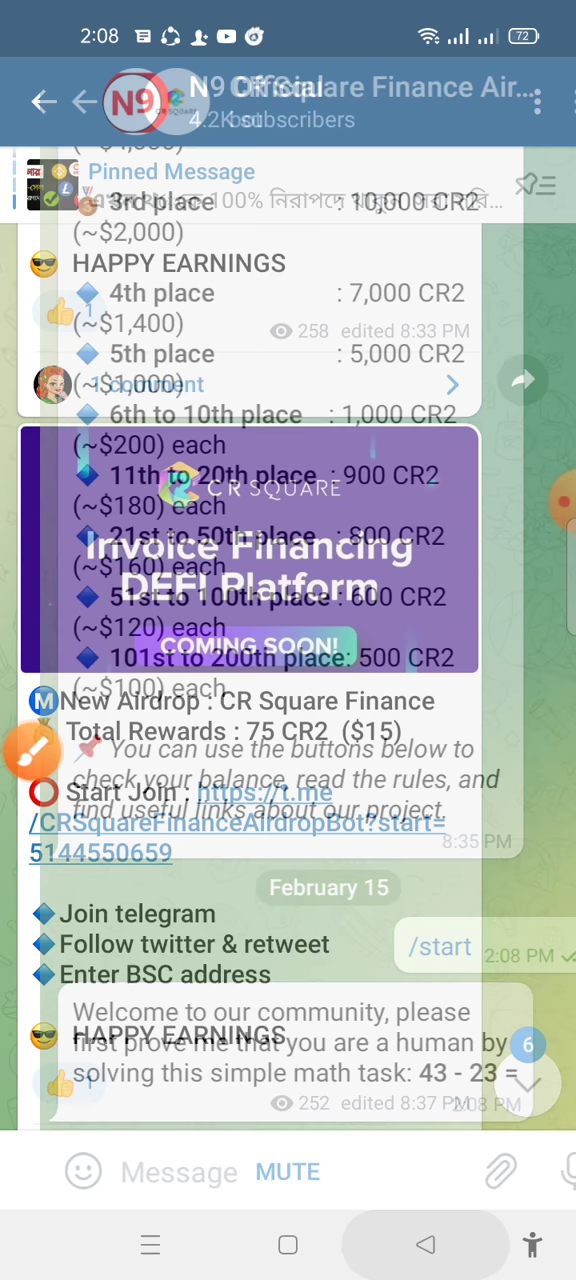 2:08
72
N9 Official
CR Square Finance Air...
4.2K subscribers
bot
N9
CR SQUARE
Pinned Message
100% নিরাপদে
3rd place : 10,000 CR2
(~$2,000)
HAPPY EARNINGS
4th place : 7,000 CR2
1
(~$1,400)
258 edited 8:33 PM
5th place : 5,000 CR2
1 comment
(~$1,000)
6th to 10th place : 1,000 CR2
(~$200) each
11th to 20th place : 900 CR2
CR SQUARE
(~$180) each
21st to 50th place : 800 CR2
Invoice Financing
(~$160) each
DEFI Platform
51st to 100th place : 600 CR2
(~$120) each
COMING SOON!
101st to 200th place: 500 CR2
(~$100) each
M New Airdrop : CR Square Finance
Total Rewards : 75 CR2 ($15)
You can use the buttons below to
check your balance, read the rules, and
find useful links about our project.
Start Join : https://t.me
/CRSquareFinanceAirdropBot?start=
5144550659
8:35 PM
February 15
Join telegram
Follow twitter & retweet
Enter BSC address
/start
2:08 PM
Welcome to our community, please
HAPPY EARNINGS
first prove me that you are a human by
solving this simple math task: 43 - 23 =
6
1
252 edited 8:37 PM
2:08 PM
Message
MUTE